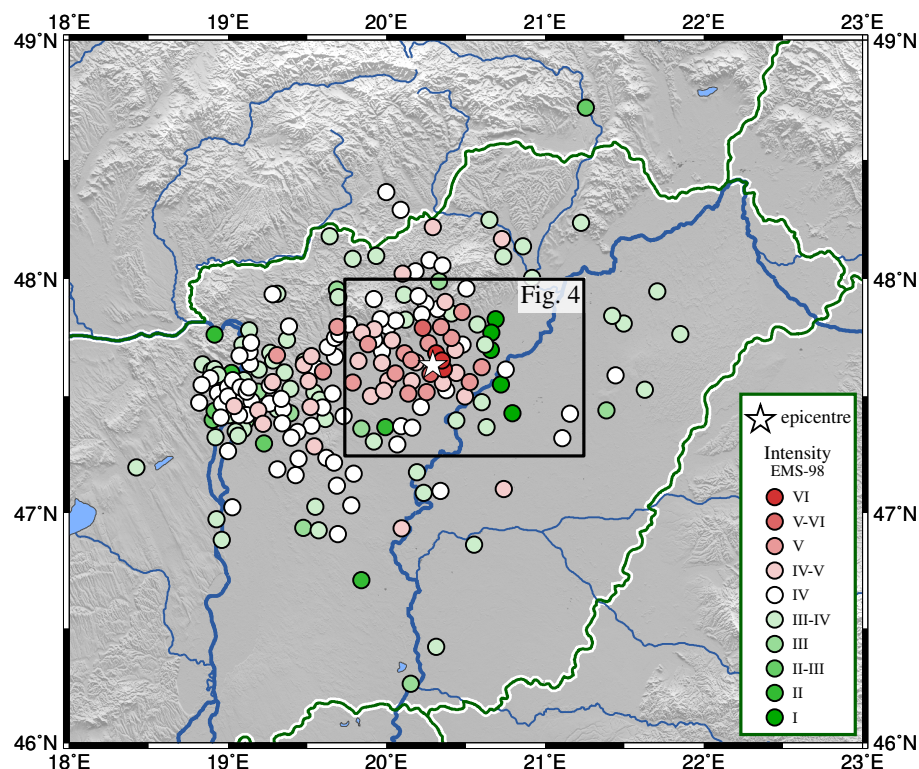 18°E 19°E 20°E 21°E 22°E 23°E
49°N 49°N
48°N 48°N
Fig. 4
epicentre
Intensity
EMS-98
VI
V-VI
V
IV-V
IV
III-IV
III
II-III
II
I
47°N 47°N
46°N 46°N
18°E 19°E 20°E 21°E 22°E 23°E